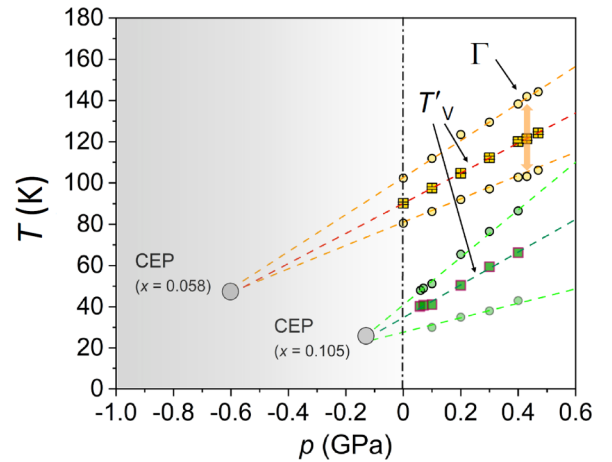 180
160
140
120
100
80
60
40
20
0
T (K)
Γ
T′V
CEP
(x = 0.058)
CEP
(x = 0.105)
-1.0 -0.8 -0.6 -0.4 -0.2 0 0.2 0.4 0.6
p (GPa)